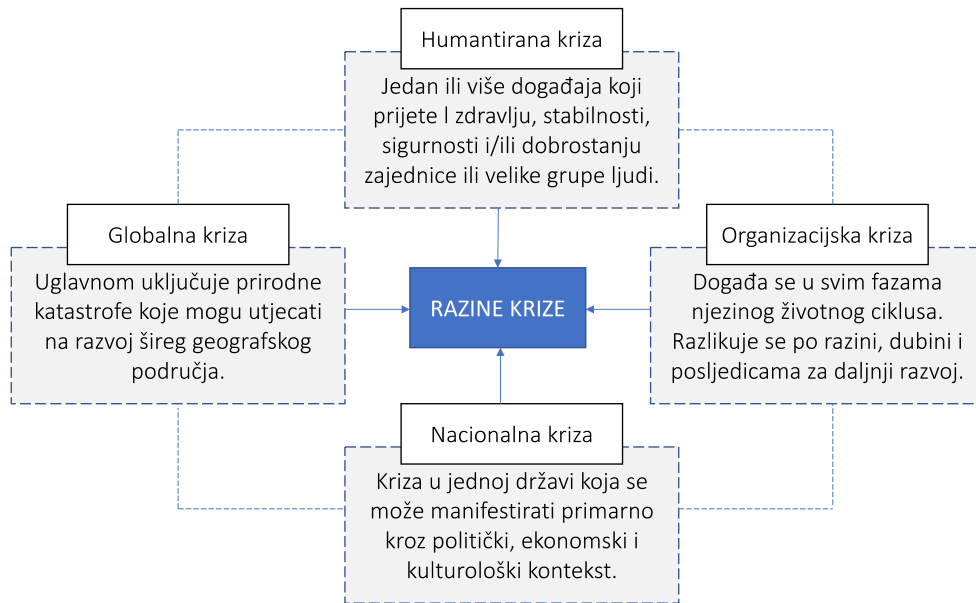 Humantirana kriza
Jedan ili više događaja koji
prijete l zdravlju, stabilnosti,
sigurnosti i/ili dobrostanju
zajednice ili velike grupe ljudi.
Globalna kriza
Uglavnom uključuje prirodne
katastrofe koje mogu utjecati
na razvoj šireg geografskog
područja.
RAZINE KRIZE
Organizacijska kriza
Događa se u svim fazama
njezinog životnog ciklusa.
Razlikuje se po razini, dubini i
posljedicama za daljnji razvoj.
Nacionalna kriza
Kriza u jednoj državi koja se
može manifestirati primarno
kroz politički, ekonomski i
kulturološki kontekst.